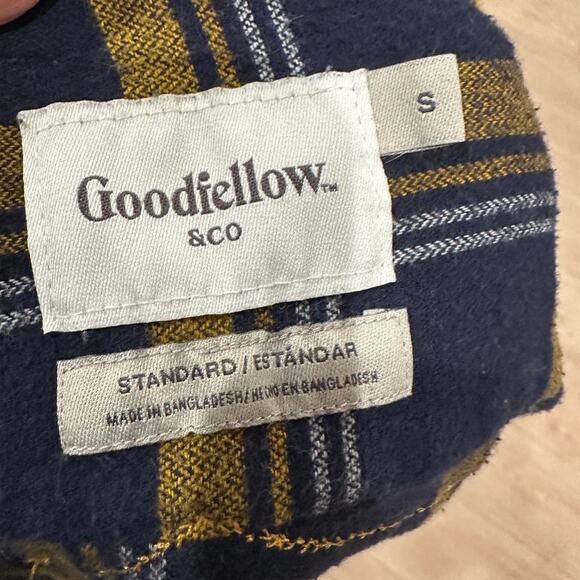 Goodfellow™
&CO
S
STANDARD/ESTÁNDAR
MADE IN BANGLADESH/HECHO EN BANGLADESH